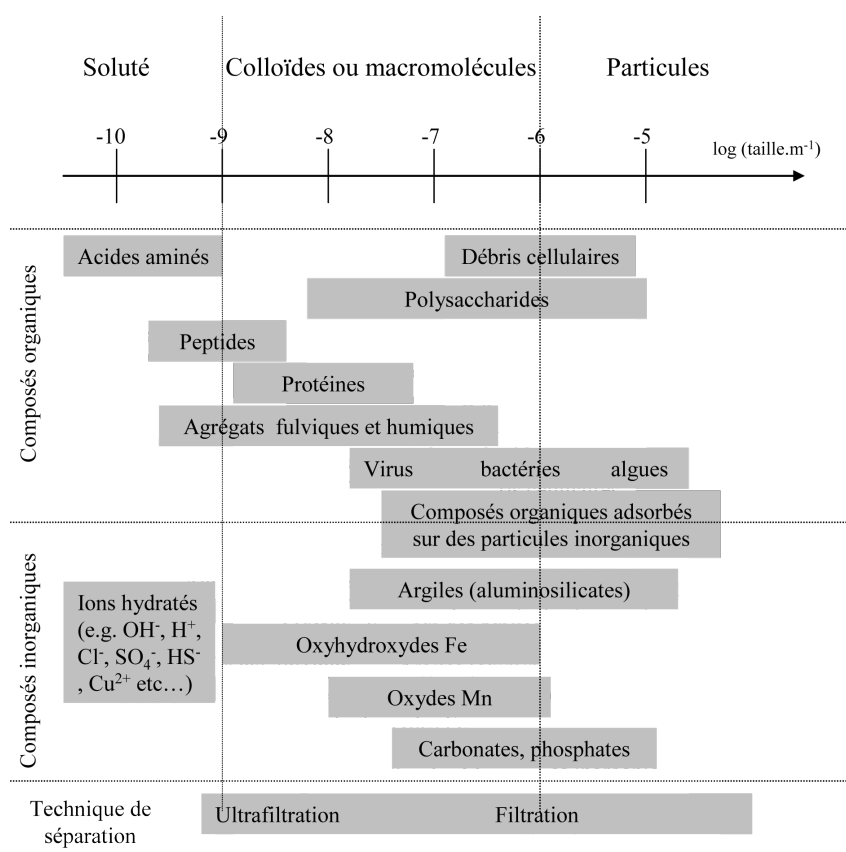 Soluté
Colloïdes ou macromolécules
Particules
-10
-9
-8
-7
-6
-5
log (taille.m⁻¹)
Composés organiques
Acides aminés
Débris cellulaires
Polysaccharides
Peptides
Protéines
Agrégats fulviques et humiques
Virus bactéries algues
Composés organiques adsorbés
sur des particules inorganiques
Composés inorganiques
Argiles (aluminosilicates)
Ions hydratés
(e.g. OH⁻, H⁺,
Cl⁻, SO₄⁻, HS⁻
, Cu²⁺ etc…)
Oxyhydroxydes Fe
Oxydes Mn
Carbonates, phosphates
Technique de
séparation
Ultrafiltration
Filtration